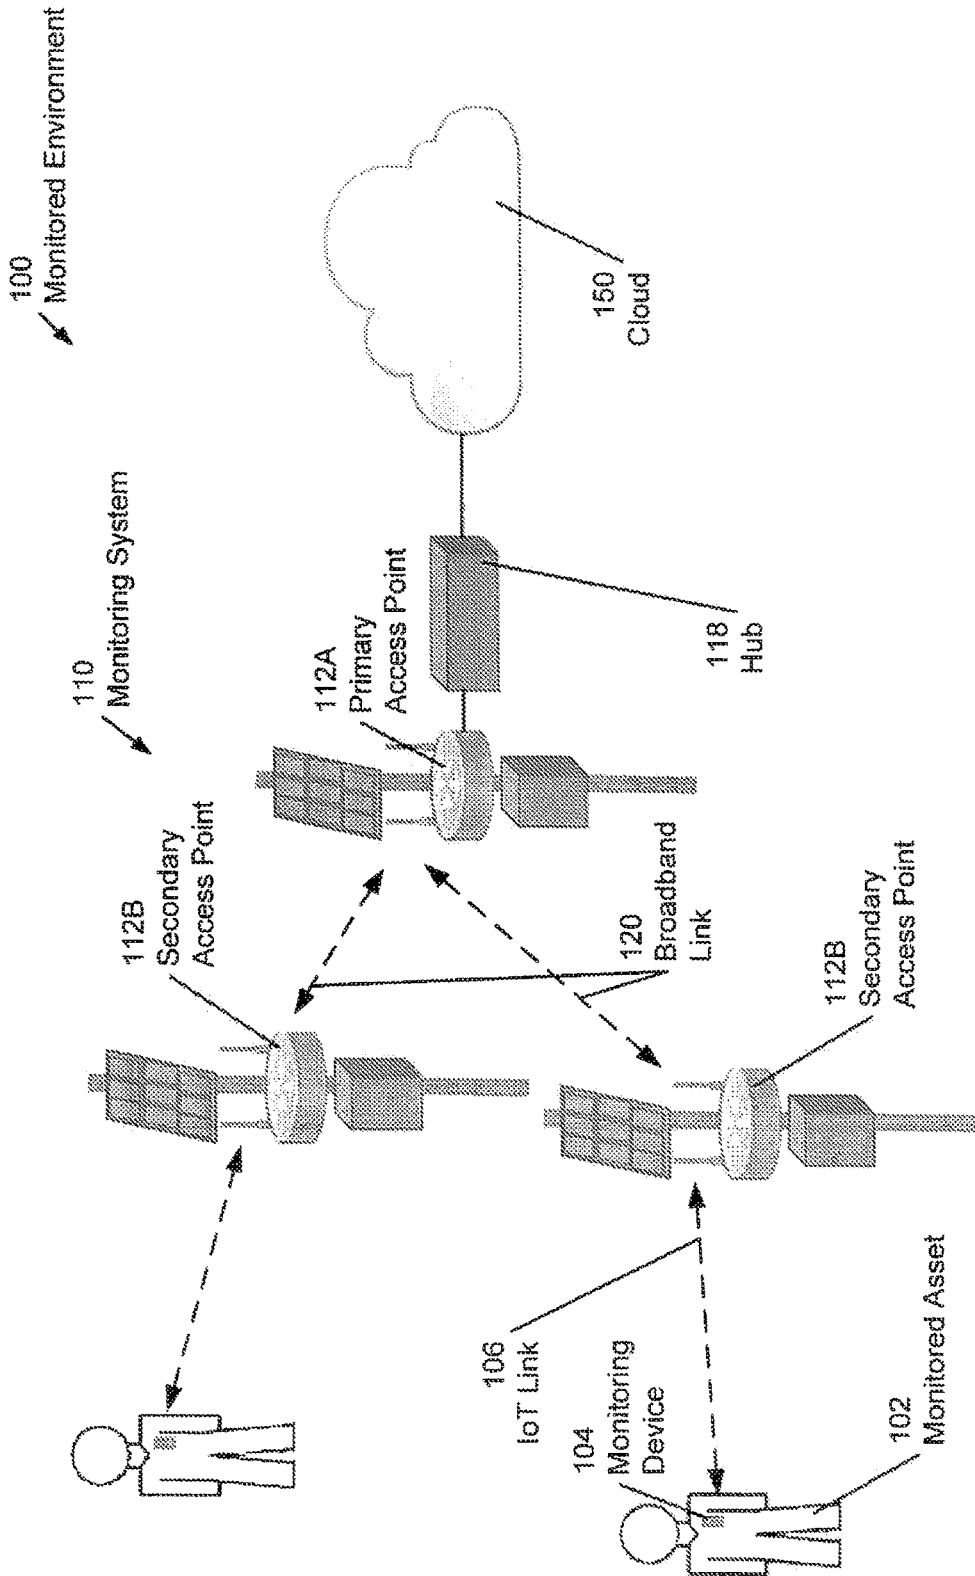 100
Monitored Environment
110
Monitoring System
112A
Primary
Access Point
112B
Secondary
Access Point
150
Cloud
118
Hub
120
Broadband
Link
112B
Secondary
Access Point
106
IoT Link
104
Monitoring
Device
102
Monitored Asset